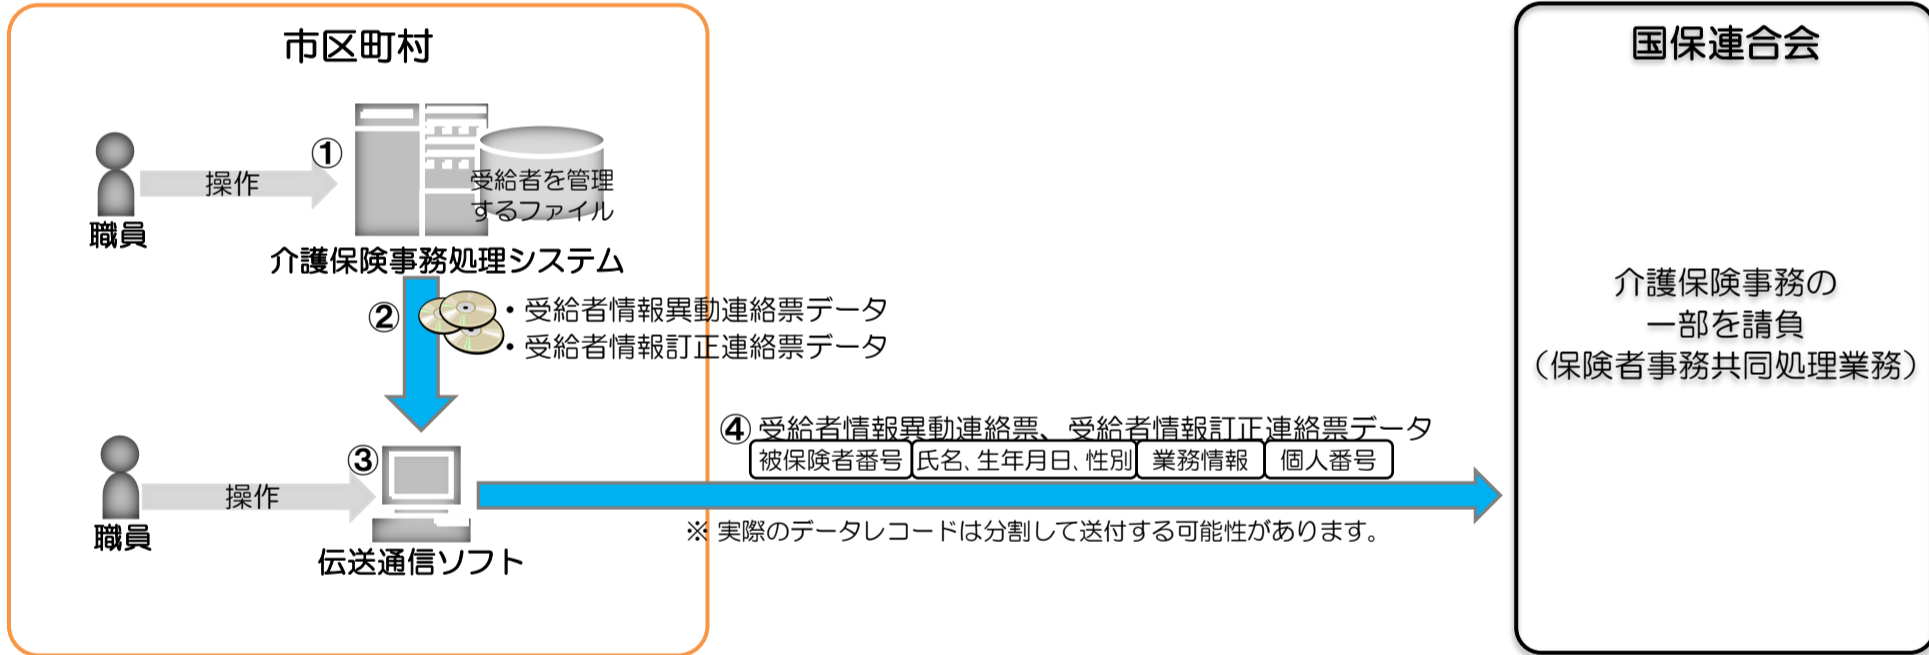 市区町村
国保連合会
①
操作
受給者を管理
するファイル
職員
介護保険事務処理システム
②
・受給者情報異動連絡票データ
・受給者情報訂正連絡票データ
介護保険事務の
一部を請負
（保険者事務共同処理業務）
④ 受給者情報異動連絡票、受給者情報訂正連絡票データ
被保険者番号 氏名、生年月日、性別 業務情報 個人番号
③
操作
職員
伝送通信ソフト
※ 実際のデータレコードは分割して送付する可能性があります。